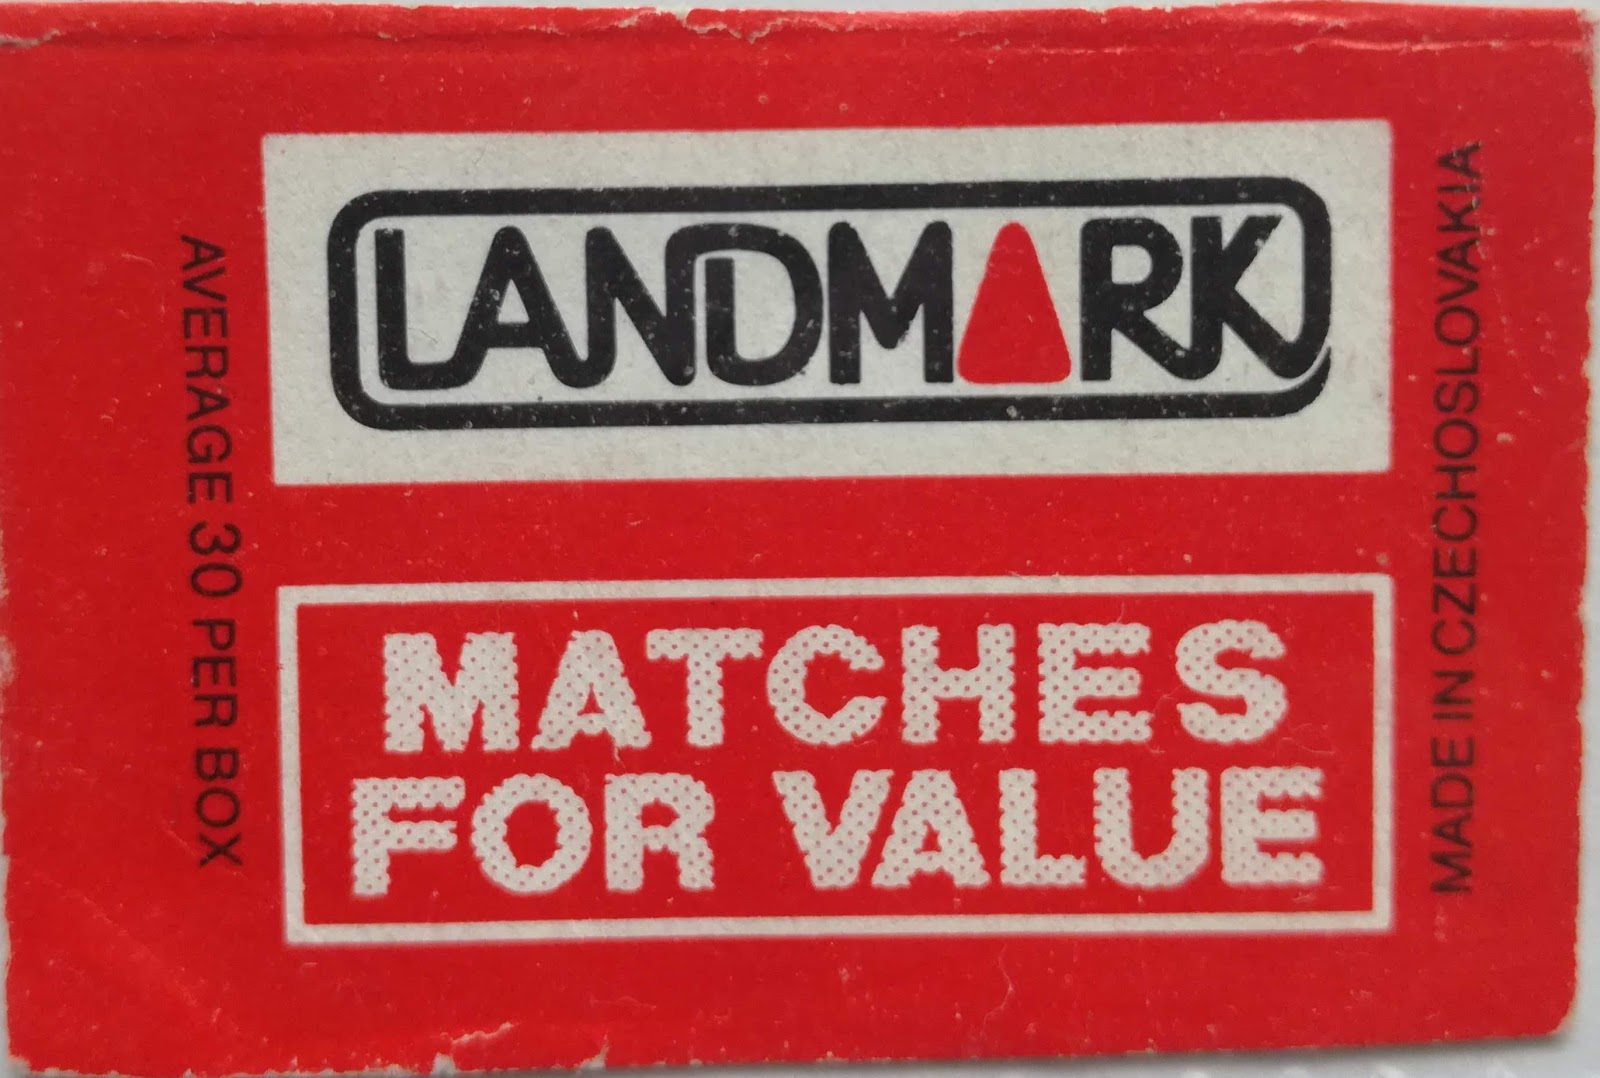 LANDMARK
MATCHES
FOR VALUE
AVERAGE 30 PER BOX
MADE IN CZECHOSLOVAKIA